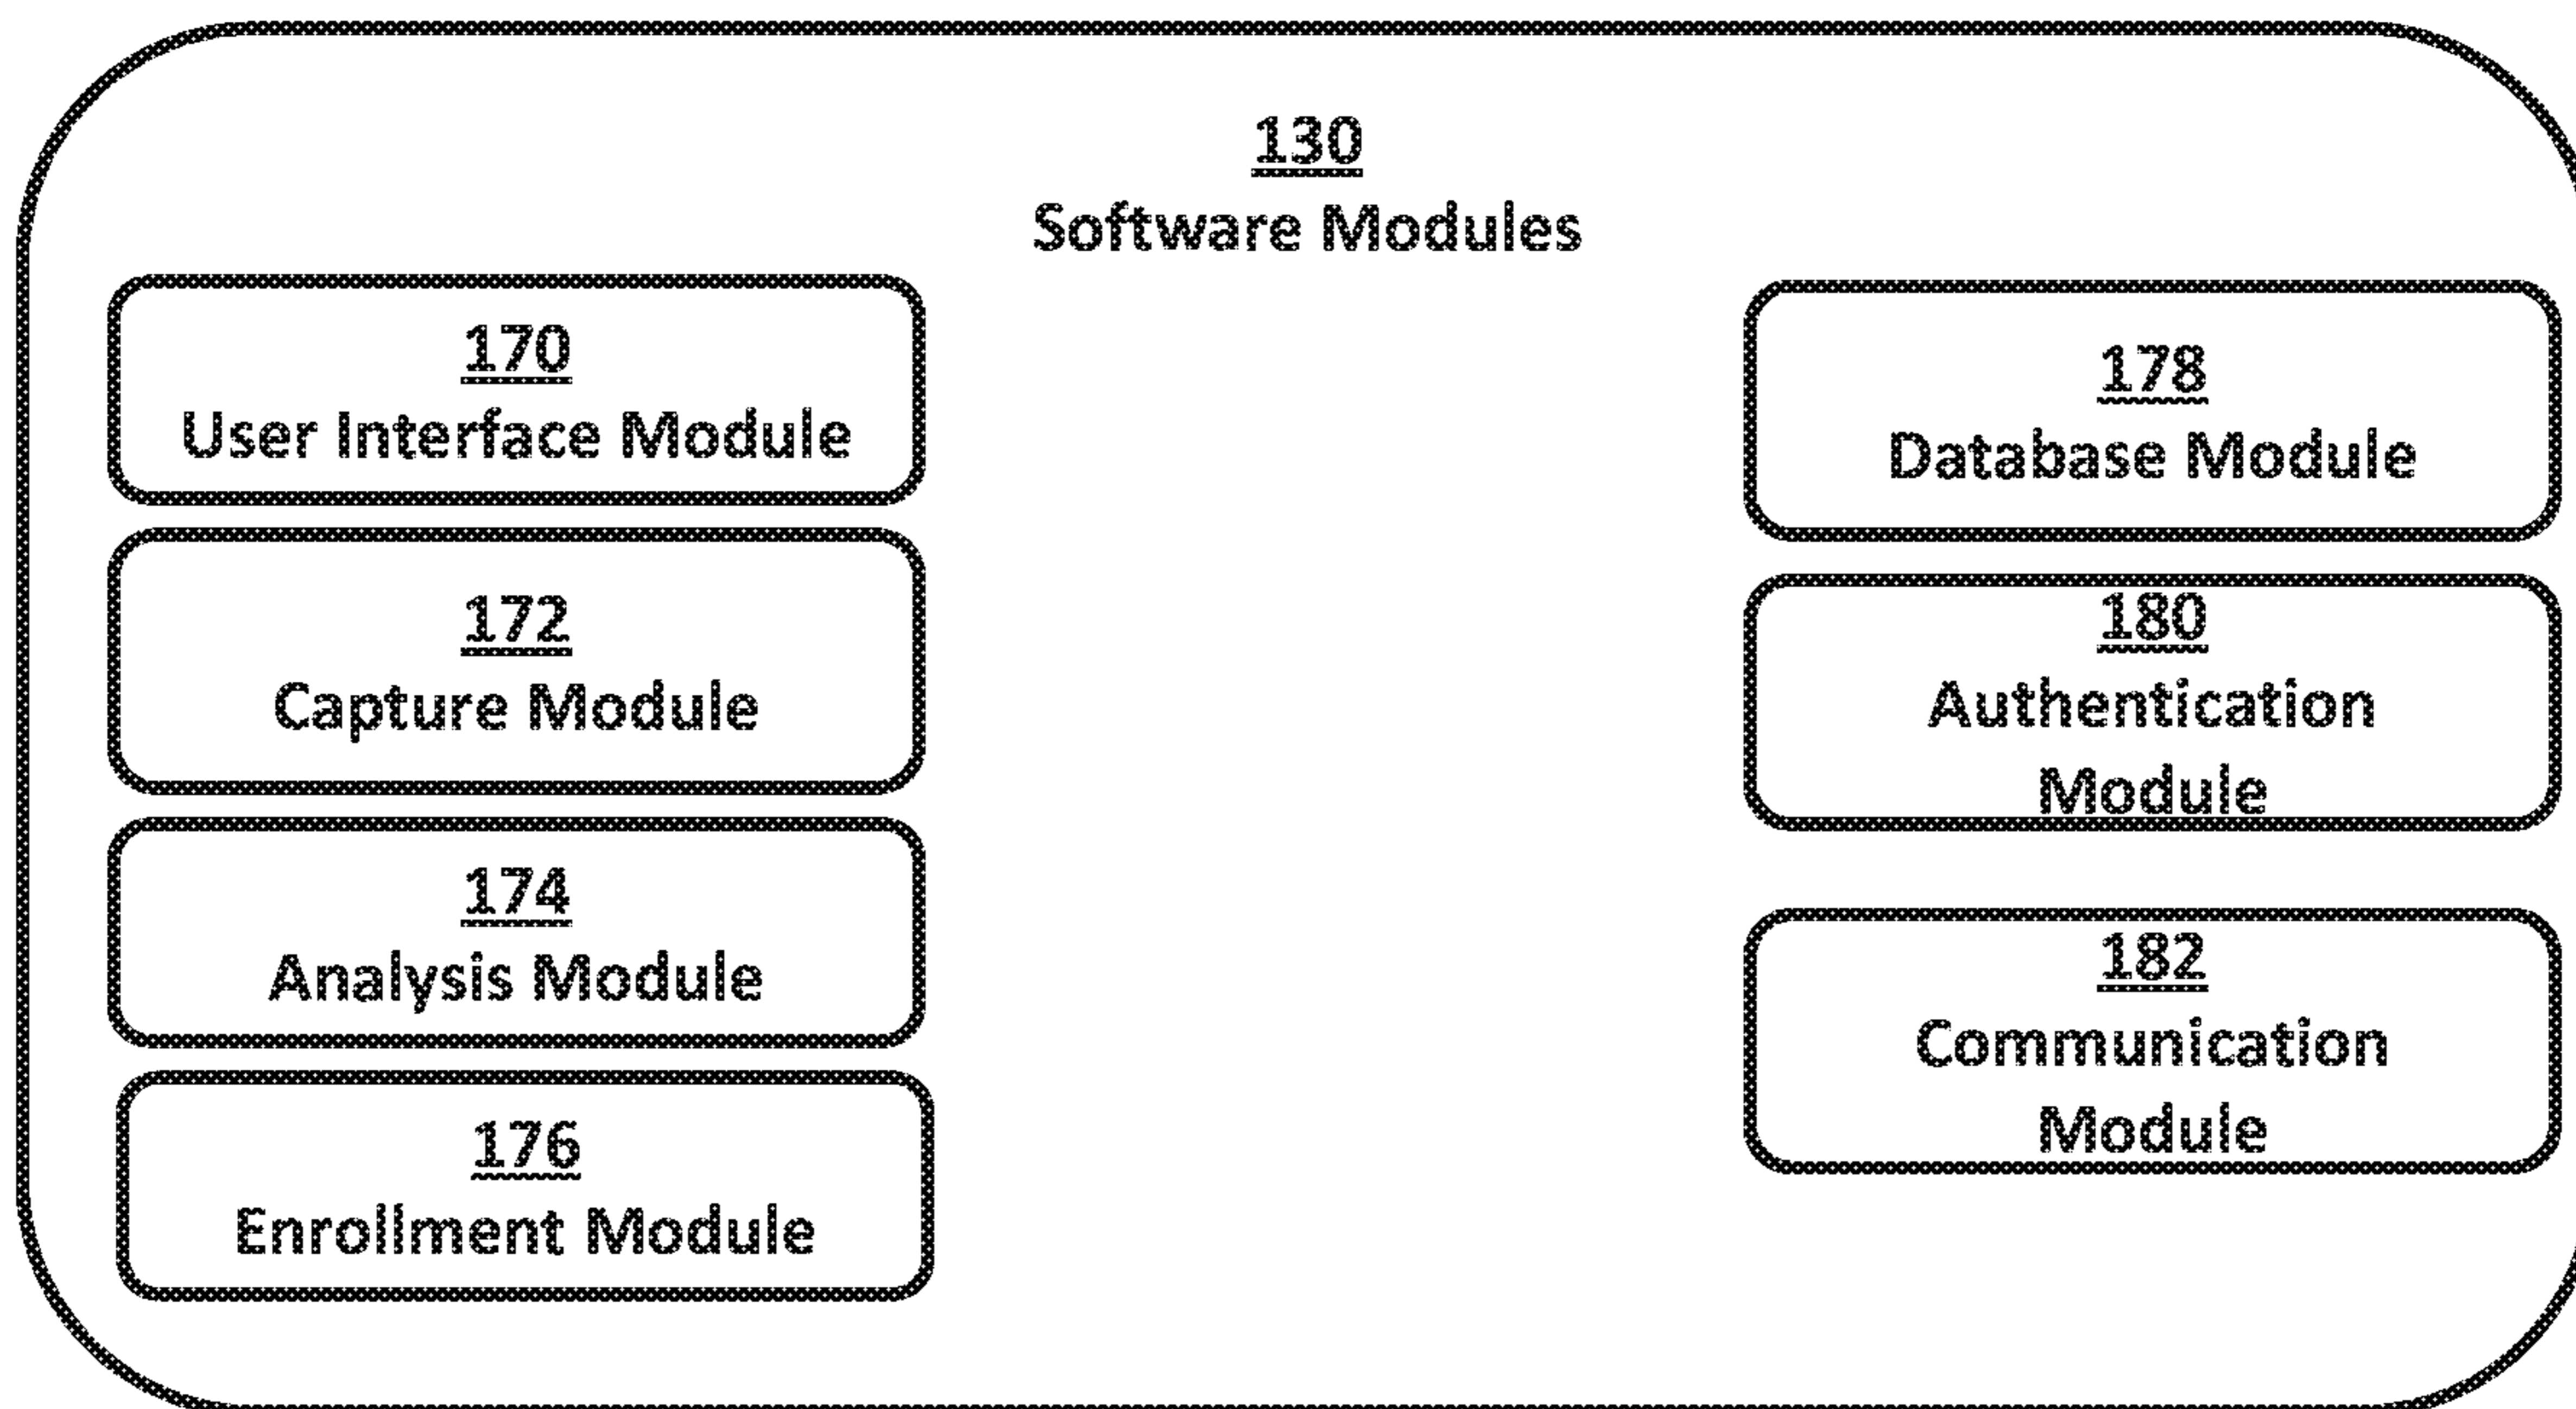 130
Software Modules
170
User Interface Module
172
Capture Module
174
Analysis Module
176
Enrollment Module
178
Database Module
180
Authentication
Module
182
Communication
Module